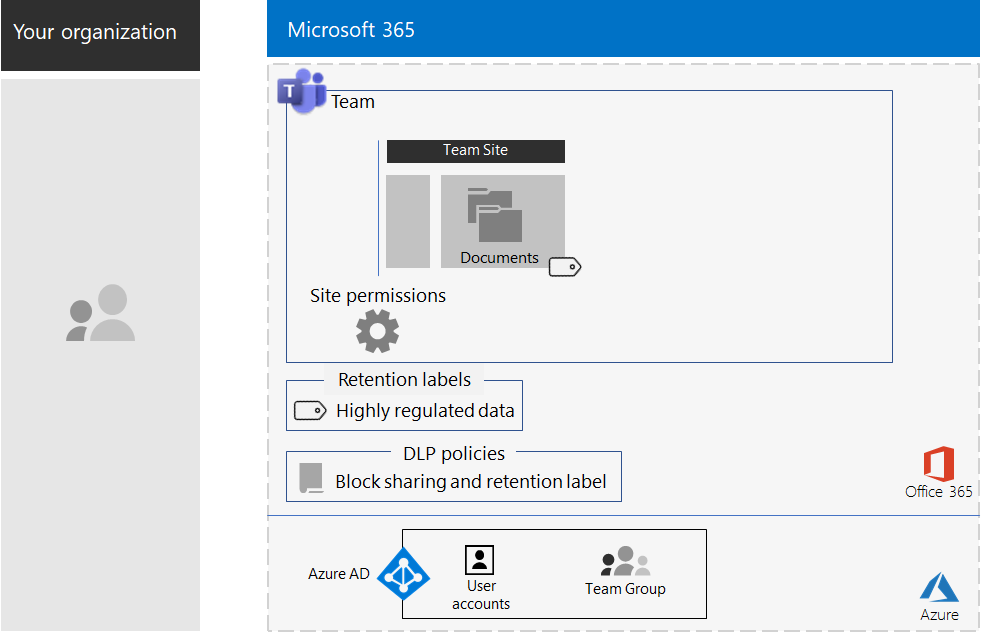 Your organization
Microsoft 365
T
Team
Team Site
Documents
Site permissions
Retention labels
Highly regulated data
DLP policies
Block sharing and retention label
Office 365
Azure AD
User
accounts
Team Group
Azure